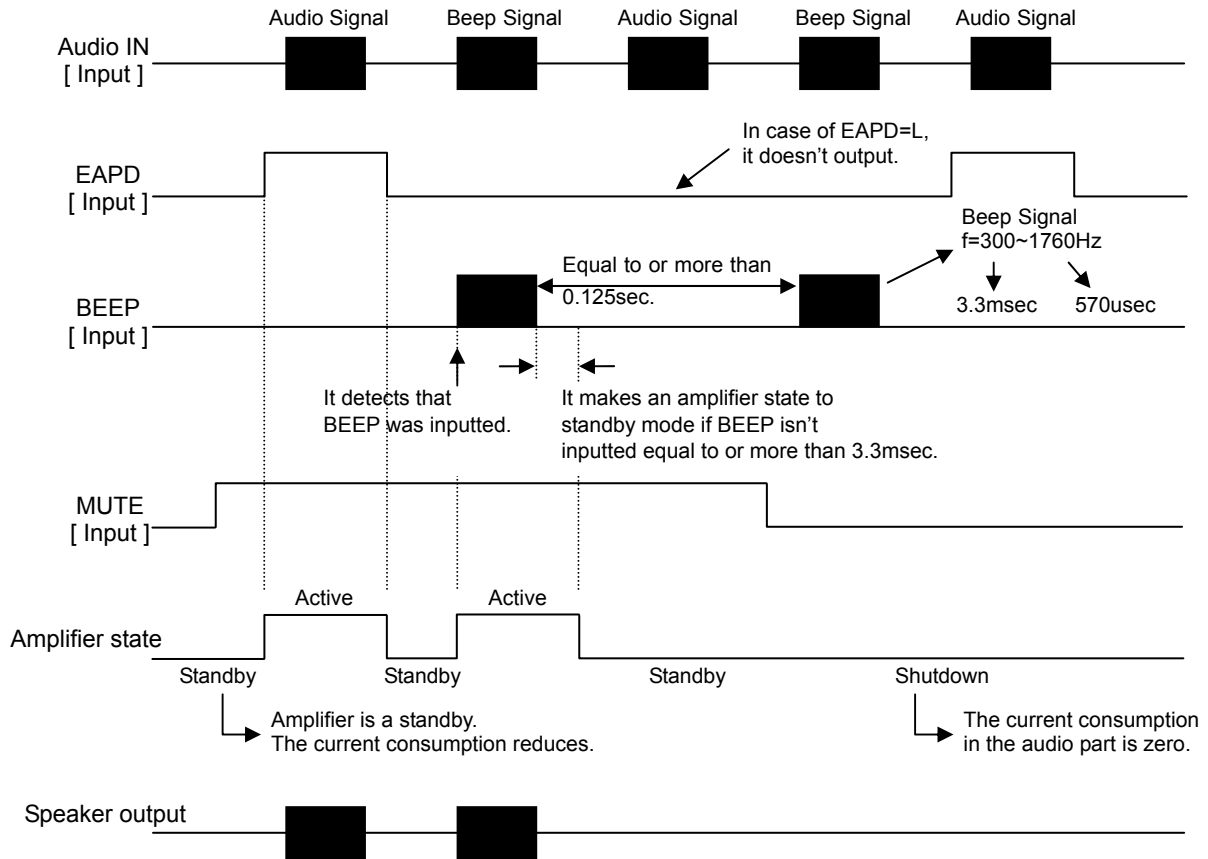 Audio Signal Beep Signal Audio Signal Beep Signal Audio Signal
Audio IN
[ Input ]
In case of EAPD=L,
it doesn't output.
EAPD
[ Input ]
Beep Signal
f=300~1760Hz
Equal to or more than
0.125sec.
3.3msec 570usec
BEEP
[ Input ]
It detects that
BEEP was inputted.
It makes an amplifier state to
standby mode if BEEP isn't
inputted equal to or more than 3.3msec.
MUTE
[ Input ]
Active Active
Amplifier state
Standby Standby Standby Shutdown
Amplifier is a standby.
The current consumption reduces.
The current consumption
in the audio part is zero.
Speaker output